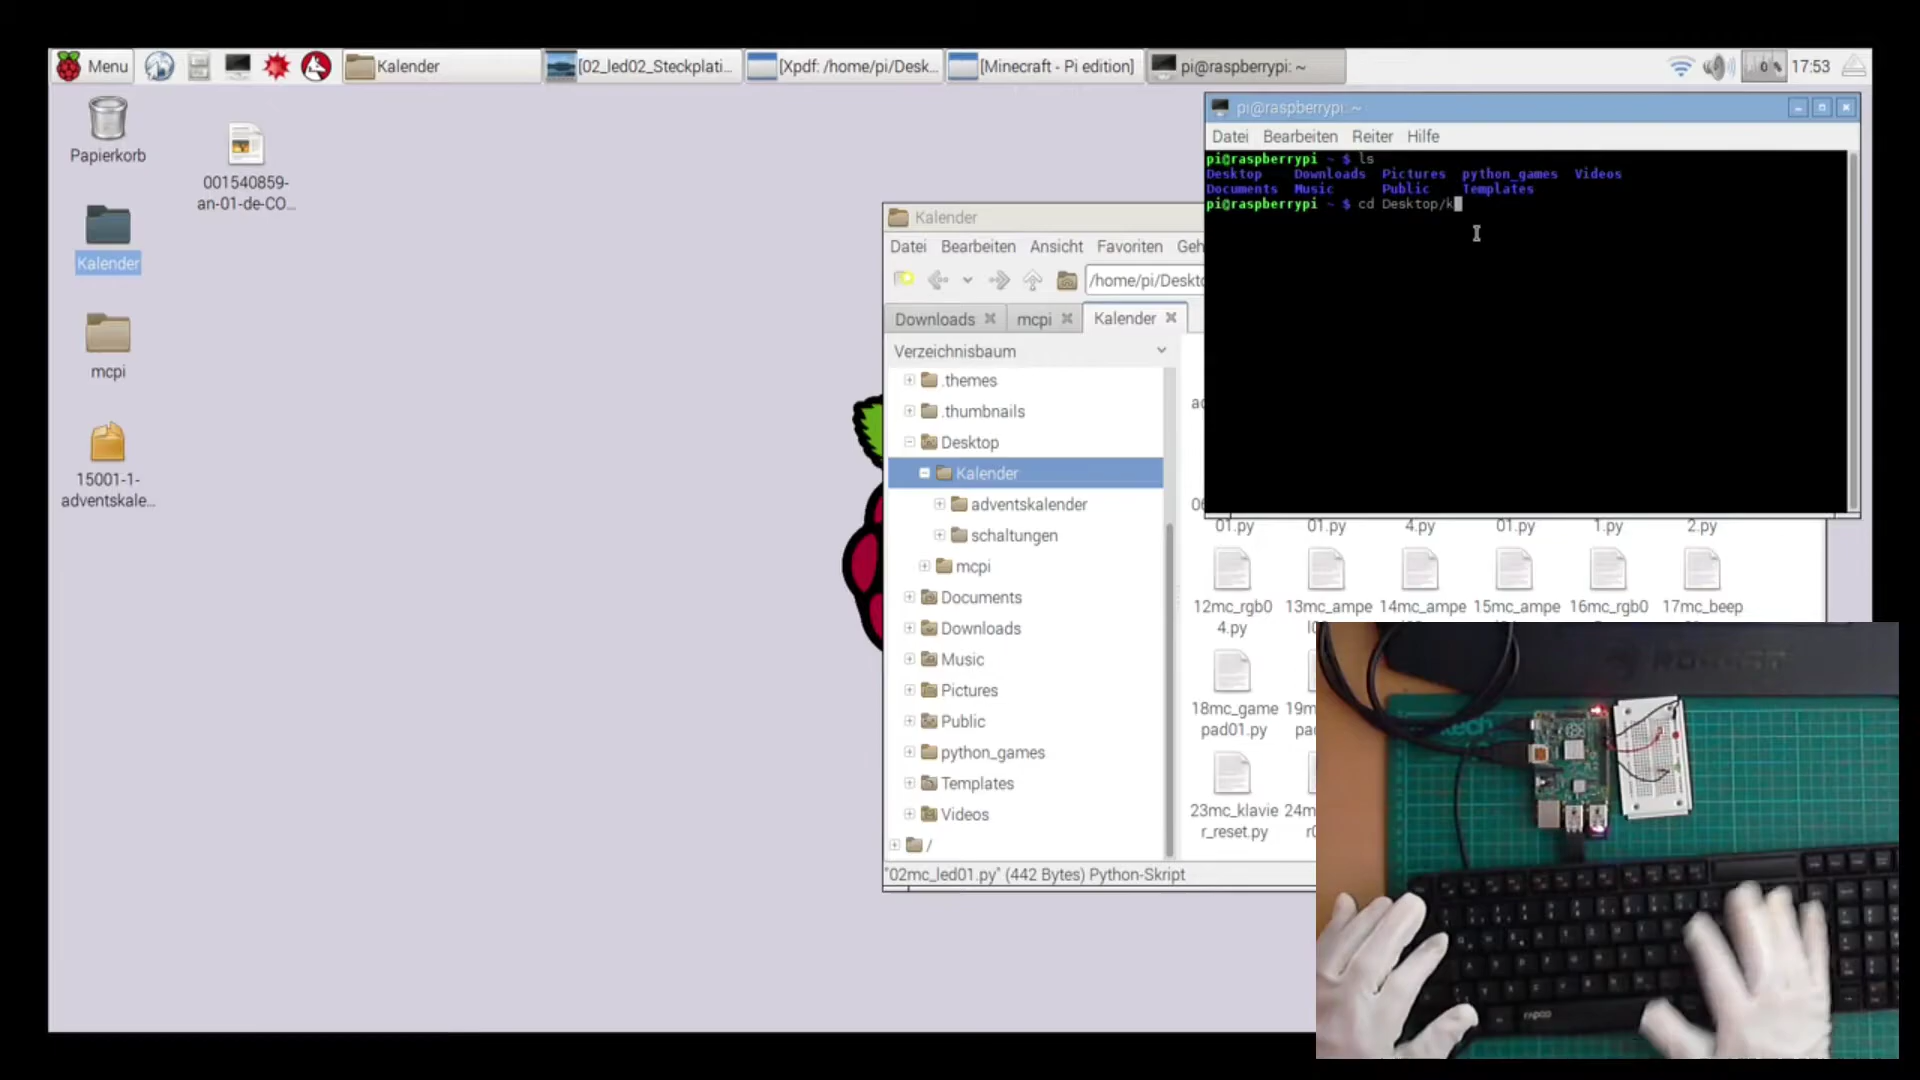 Menu
Kalender
[02_led02_Steckplati...
[Xpdf: /home/pi/Desk...
[Minecraft - Pi edition]
pi@raspberrypi: ~
17:53
Papierkorb
001540859-
an-01-de-CO...
Kalender
mcpi
15001-1-
adventskale...
pi@raspberrypi: ~
Datei Bearbeiten Reiter Hilfe
pi@raspberrypi ~ $ ls
Desktop Downloads Pictures python_games Videos
Documents Music Public Templates
pi@raspberrypi ~ $ cd Desktop/k
Kalender
Datei Bearbeiten Ansicht Favoriten Geh
/home/pi/Deskto
Downloads mcpi Kalender
Verzeichnisbaum
.themes
.thumbnails
Desktop
Kalender
adventskalender
schaltungen
mcpi
Documents
Downloads
Music
Pictures
Public
python_games
Templates
Videos
/
01.py 01.py 4.py 01.py 1.py 2.py
12mc_rgb0 13mc_ampe 14mc_ampe 15mc_ampe 16mc_rgb0 17mc_beep
4.py
18mc_game 19m
pad01.py pa
23mc_klavie 24m
r_reset.py r0
"02mc_led01.py" (442 Bytes) Python-Skript
rapoo